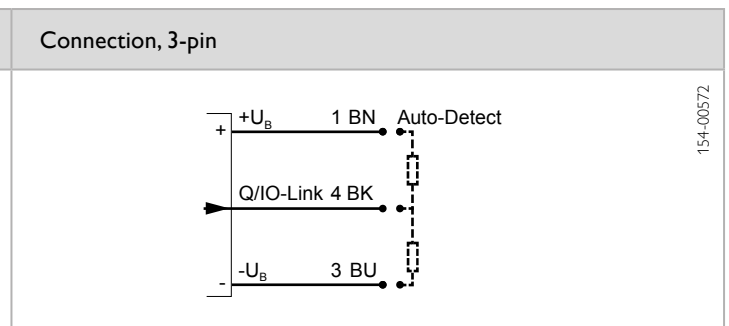 Connection, 3-pin
154-00572
+ +U_B 1 BN Auto-Detect
Q/IO-Link 4 BK
- -U_B 3 BU